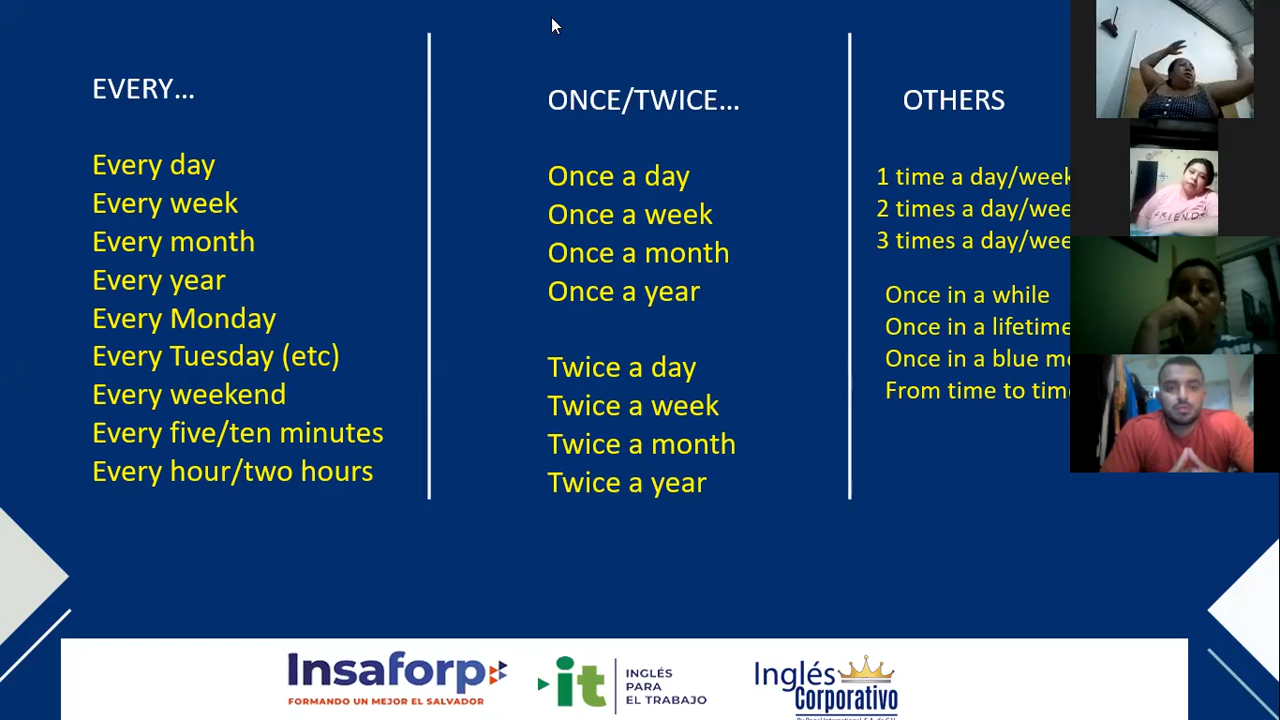 EVERY...
Every day
Every week
Every month
Every year
Every Monday
Every Tuesday (etc)
Every weekend
Every five/ten minutes
Every hour/two hours
ONCE/TWICE...
Once a day
Once a week
Once a month
Once a year
Twice a day
Twice a week
Twice a month
Twice a year
OTHERS
1 time a day/week
2 times a day/wee
3 times a day/wee
Once in a while
Once in a lifetime
Once in a blue m
From time to tim
FRIENDS
Insaforp
FORMANDO UN MEJOR EL SALVADOR
it
INGLÉS
PARA
EL TRABAJO
Inglés
Corporativo